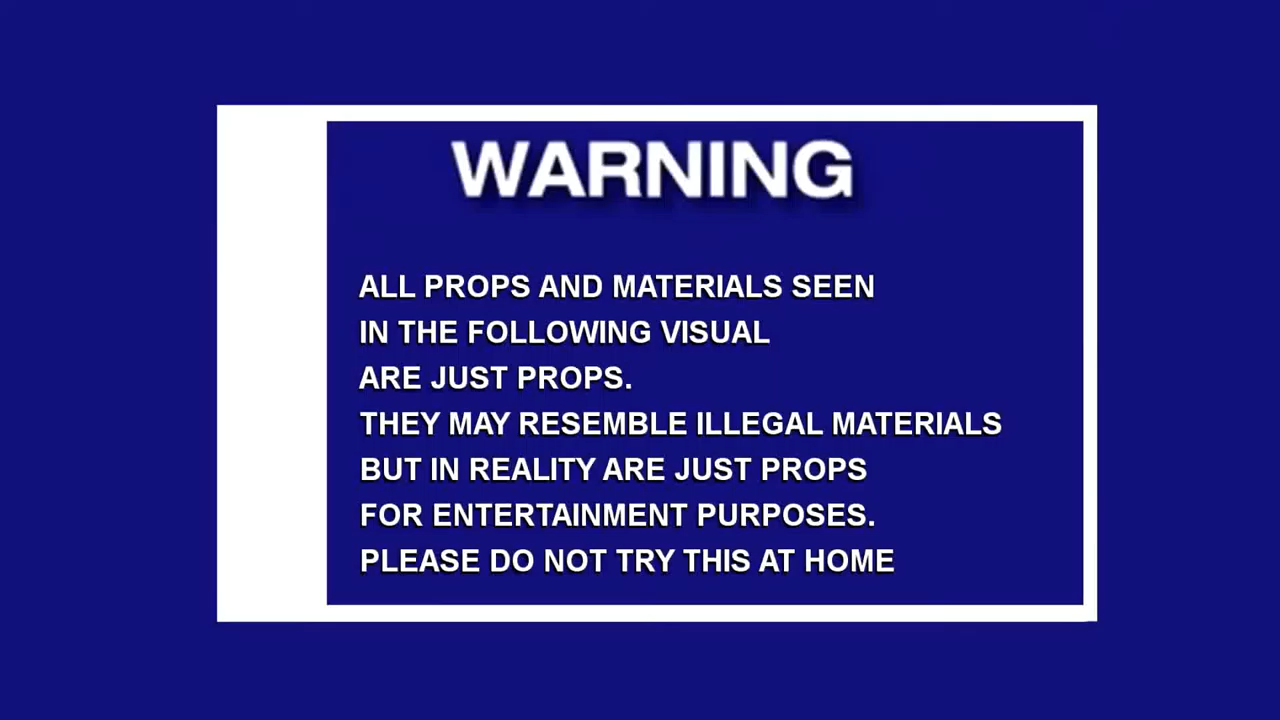 WARNING
ALL PROPS AND MATERIALS SEEN
IN THE FOLLOWING VISUAL
ARE JUST PROPS.
THEY MAY RESEMBLE ILLEGAL MATERIALS
BUT IN REALITY ARE JUST PROPS
FOR ENTERTAINMENT PURPOSES.
PLEASE DO NOT TRY THIS AT HOME